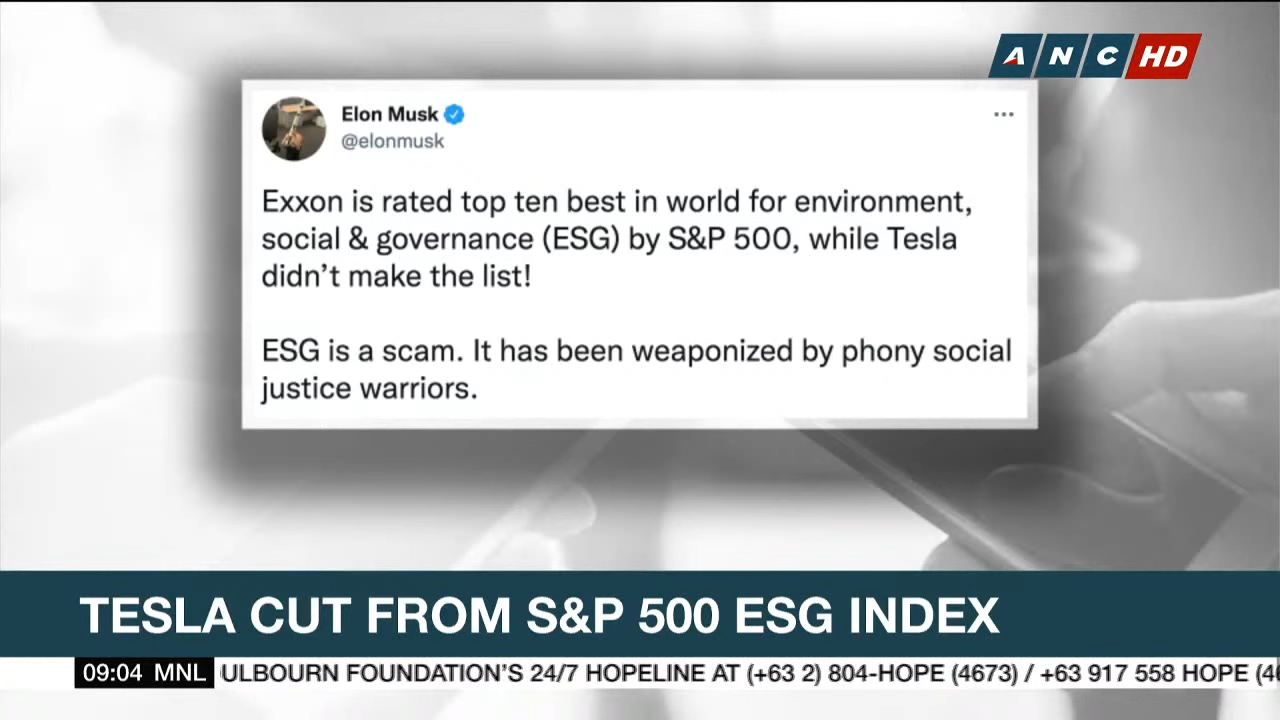 ANC HD
Elon Musk
@elonmusk
Exxon is rated top ten best in world for environment,
social & governance (ESG) by S&P 500, while Tesla
didn’t make the list!
ESG is a scam. It has been weaponized by phony social
justice warriors.
TESLA CUT FROM S&P 500 ESG INDEX
09:04 MNL ULBOURN FOUNDATION’S 24/7 HOPELINE AT (+63 2) 804-HOPE (4673) / +63 917 558 HOPE (46